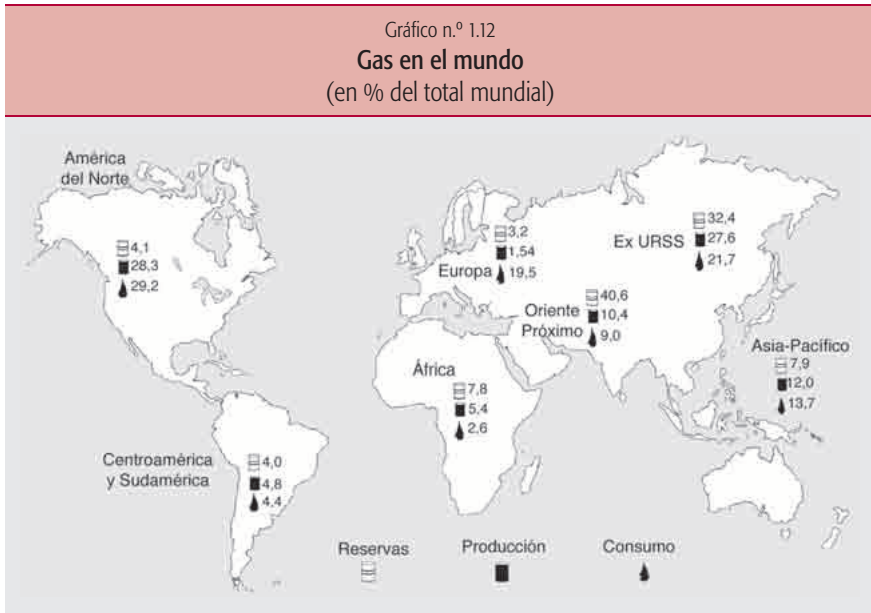 Gráfico n.º 1.12
Gas en el mundo
(en % del total mundial)
América
del Norte
4,1
28,3
29,2
3,2
1,54
Europa
19,5
32,4
Ex URSS
27,6
21,7
40,6
Oriente
Próximo
10,4
9,0
Asia-Pacífico
7,9
12,0
13,7
África
7,8
5,4
2,6
Centroamérica
y Sudamérica
4,0
4,8
4,4
Reservas
Producción
Consumo